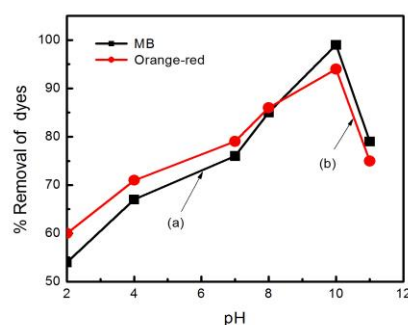 % Removal of dyes
100
90
80
70
60
50
MB
Orange-red
(a)
(b)
2 4 6 8 10 12
pH